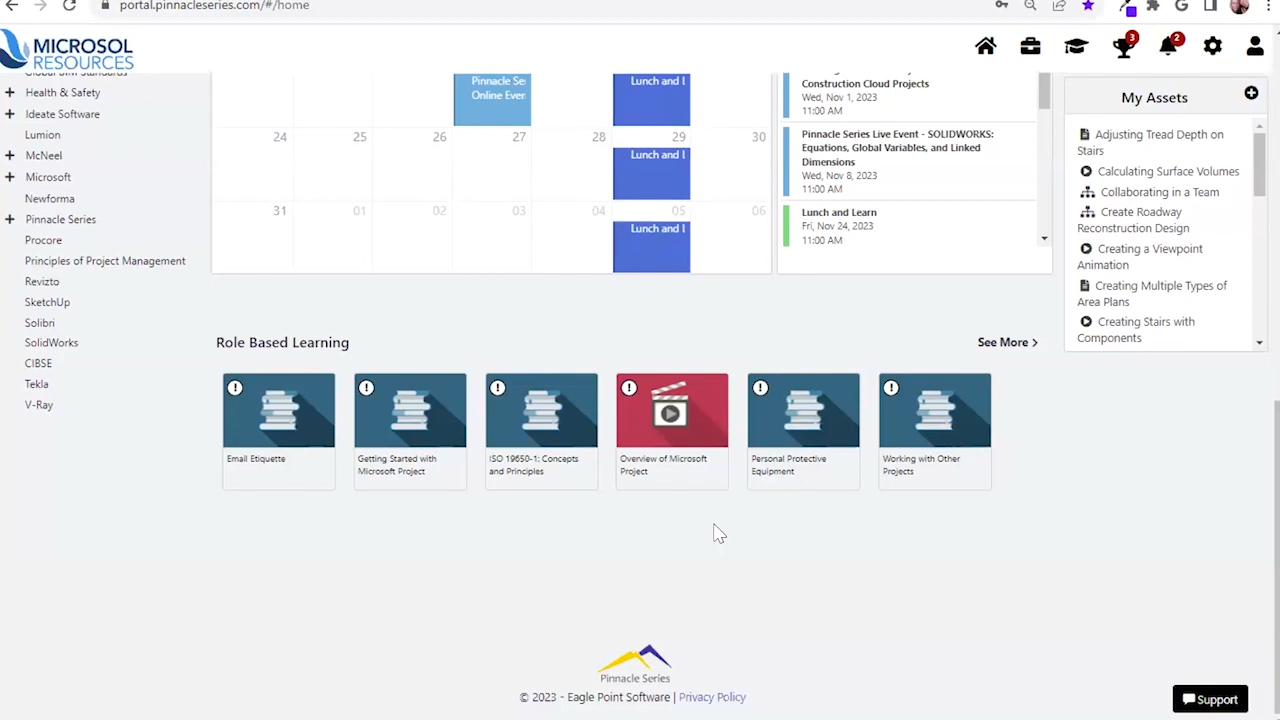 portal.pinnacleseries.com/#/home
MICROSOL
RESOURCES
3
2
Global BIM Standards
Health & Safety
Ideate Software
Lumion
McNeel
Microsoft
Newforma
Pinnacle Series
Procore
Principles of Project Management
Revizto
SketchUp
Solibri
SolidWorks
CIBSE
Tekla
V-Ray
Pinnacle Se
Online Even
Lunch and l
24 25 26 27 28 29 30
Lunch and l
31 01 02 03 04 05 06
Lunch and l
Construction Cloud Projects
Wed, Nov 1, 2023
11:00 AM
Pinnacle Series Live Event - SOLIDWORKS:
Equations, Global Variables, and Linked
Dimensions
Wed, Nov 8, 2023
11:00 AM
Lunch and Learn
Fri, Nov 24, 2023
11:00 AM
My Assets
Adjusting Tread Depth on
Stairs
Calculating Surface Volumes
Collaborating in a Team
Create Roadway
Reconstruction Design
Creating a Viewpoint
Animation
Creating Multiple Types of
Area Plans
Creating Stairs with
Components
Role Based Learning
See More >
Email Etiquette
Getting Started with
Microsoft Project
ISO 19650-1: Concepts
and Principles
Overview of Microsoft
Project
Personal Protective
Equipment
Working with Other
Projects
Pinnacle Series
© 2023 - Eagle Point Software | Privacy Policy
Support